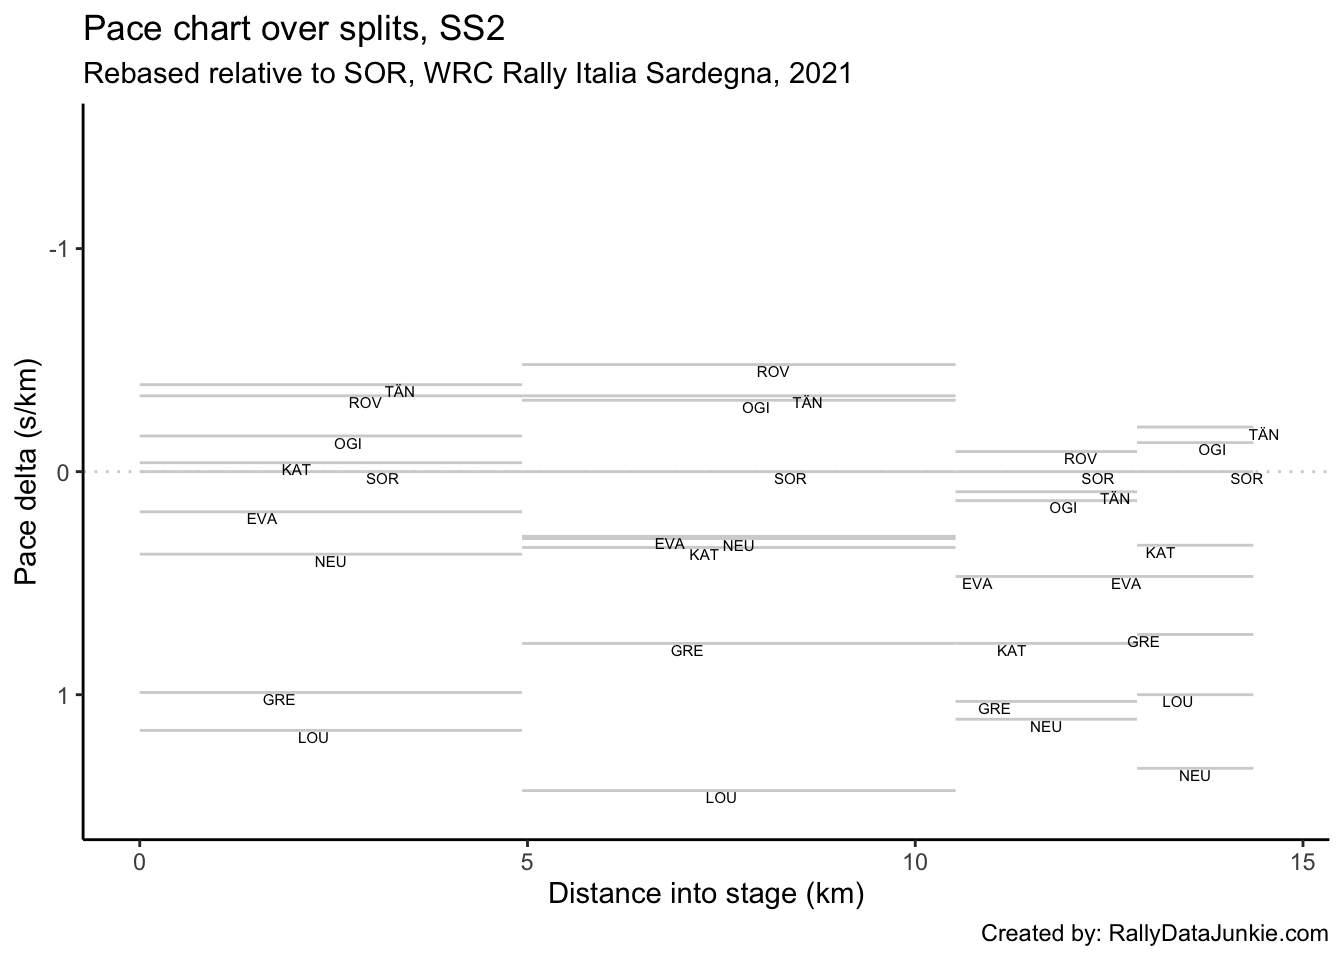 Pace chart over splits, SS2
Rebased relative to SOR, WRC Rally Italia Sardegna, 2021
Pace delta (s/km)
-1
0
1
TÄN
ROV
OGI
KAT
SOR
EVA
NEU
GRE
LOU
ROV
TÄN
OGI
SOR
EVA
NEU
KAT
GRE
LOU
ROV
SOR
TÄN
OGI
EVA
KAT
GRE
NEU
TÄN
OGI
SOR
KAT
EVA
GRE
LOU
NEU
0
5
10
15
Distance into stage (km)
Created by: RallyDataJunkie.com